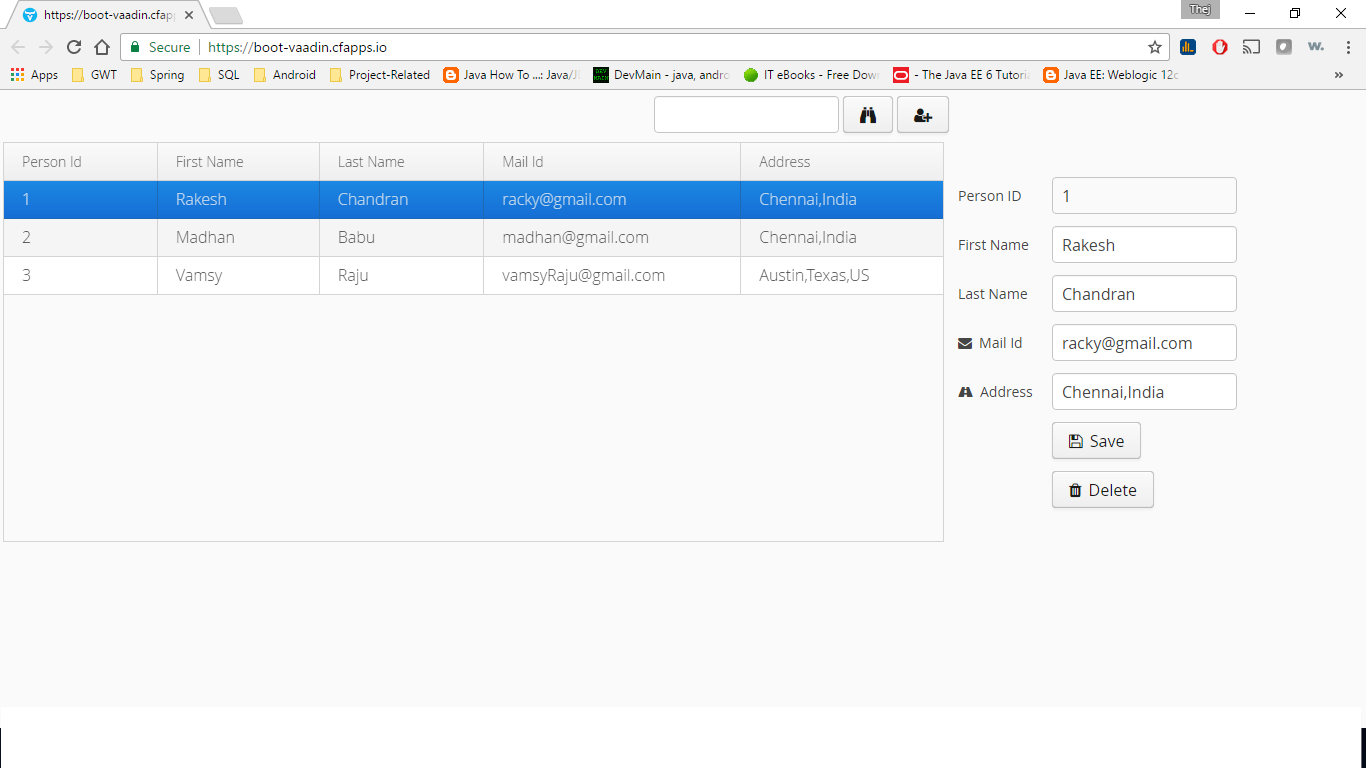 https://boot-vaadin.cfapp
Thej
Secure https://boot-vaadin.cfapps.io
w.
Apps GWT Spring SQL Android Project-Related Java How To ...: Java/J DevMain - java, andro IT eBooks - Free Down - The Java EE 6 Tutoria Java EE: Weblogic 12c »
Person Id First Name Last Name Mail Id Address
1 Rakesh Chandran racky@gmail.com Chennai,India
2 Madhan Babu madhan@gmail.com Chennai,India
3 Vamsy Raju vamsyRaju@gmail.com Austin,Texas,US
Person ID 1
First Name Rakesh
Last Name Chandran
Mail Id racky@gmail.com
Address Chennai,India
Save
Delete